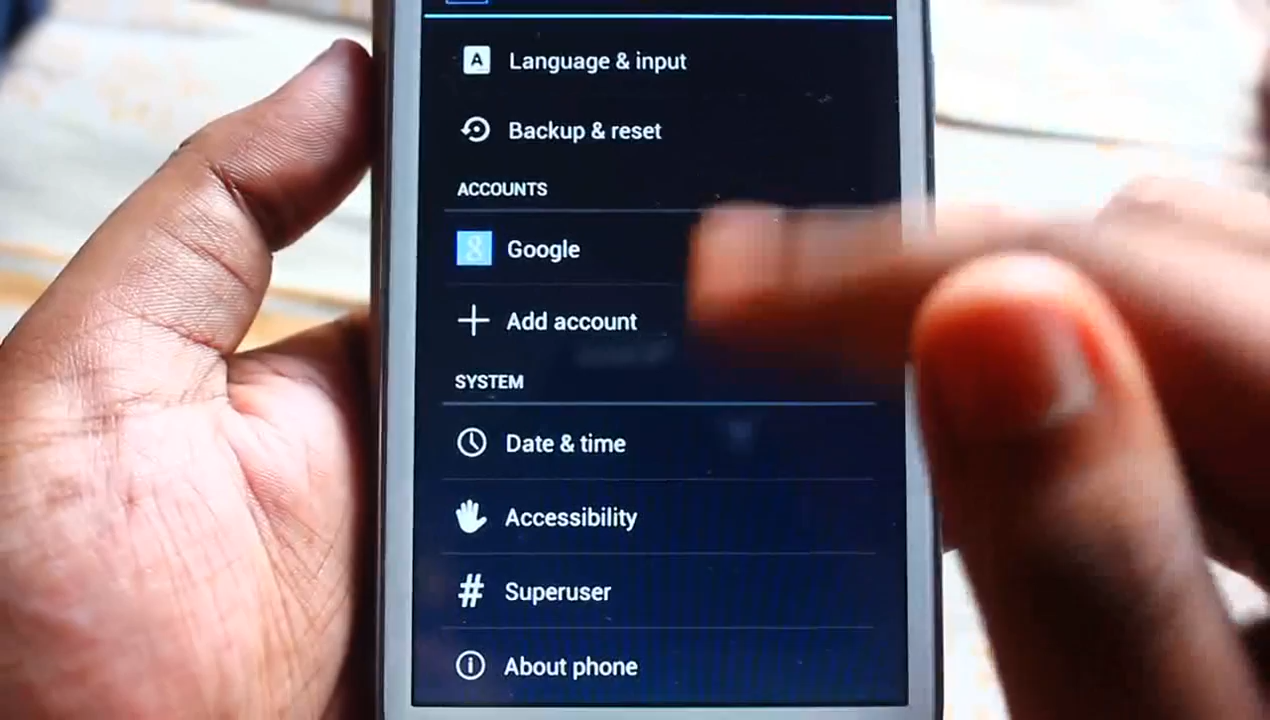 Language & input
Backup & reset
ACCOUNTS
Google
Add account
SYSTEM
Date & time
Accessibility
Superuser
About phone